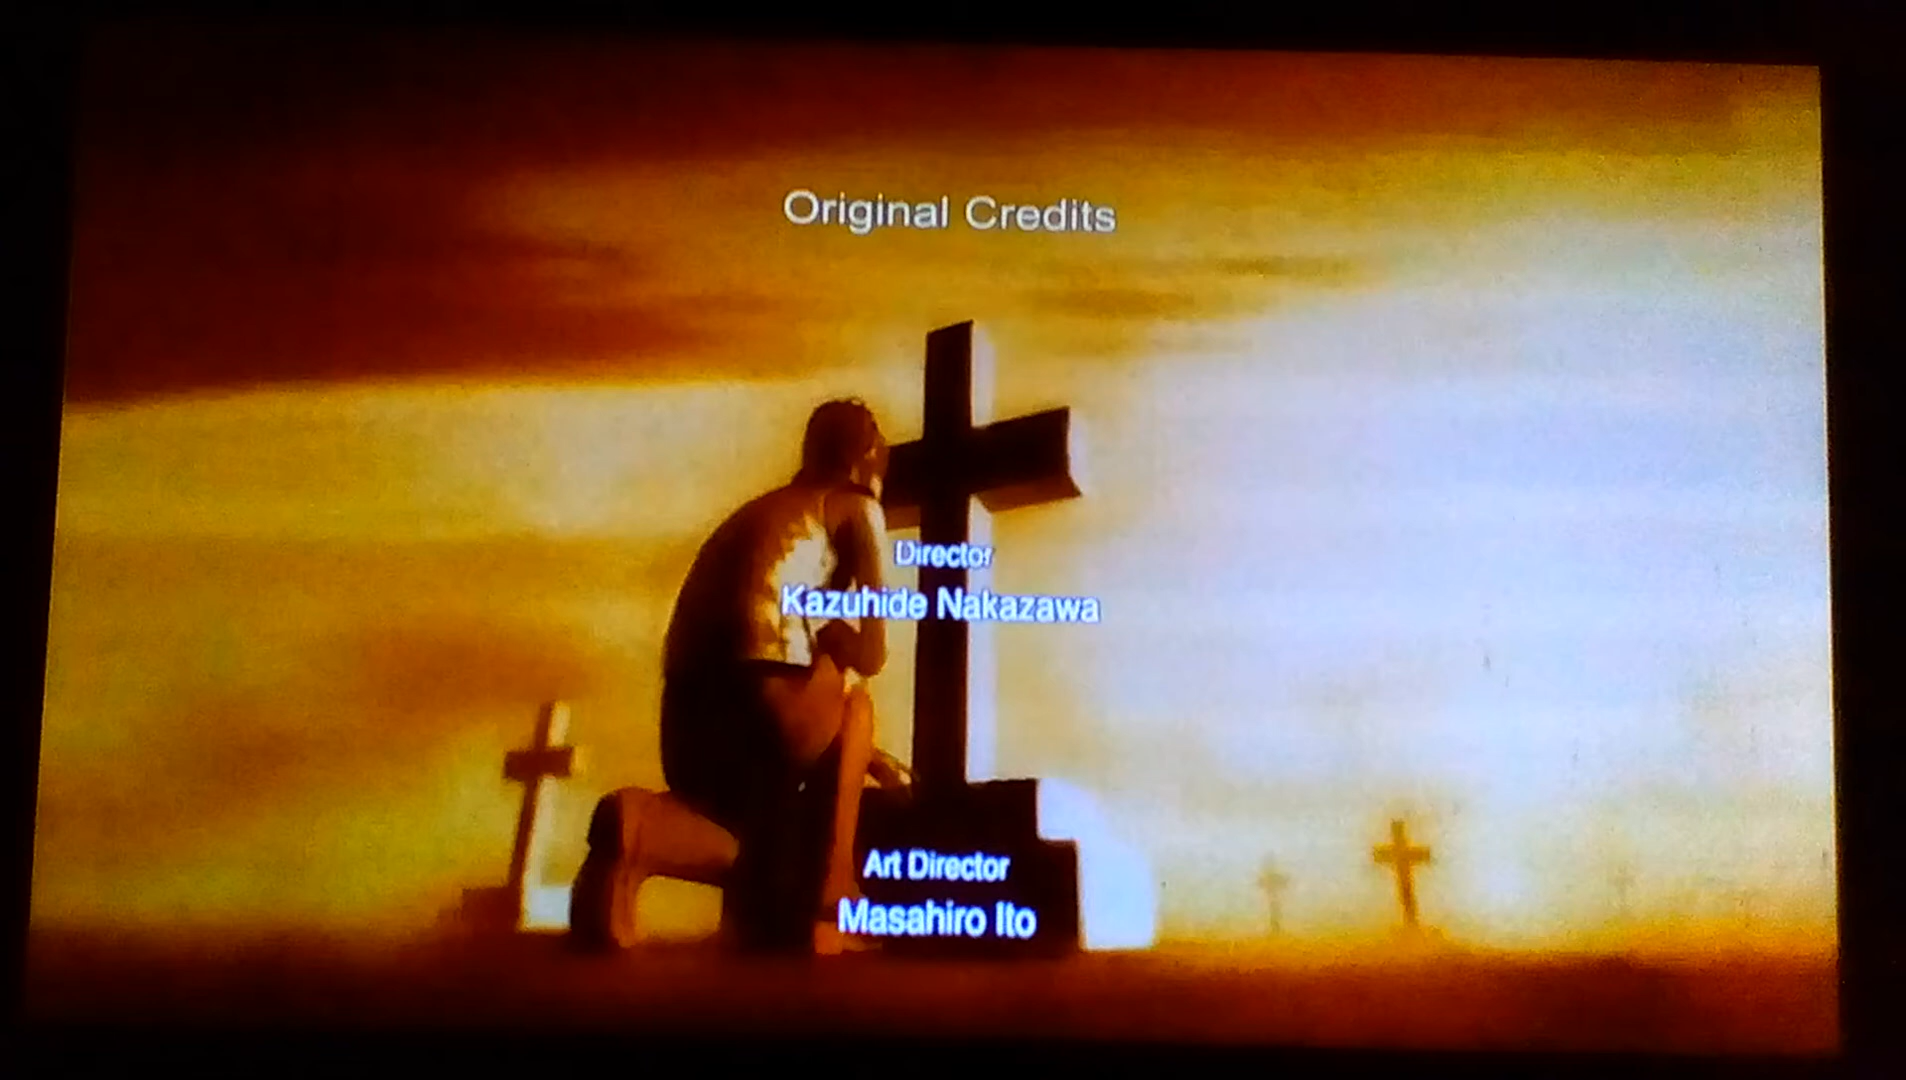 Original Credits
Director
Kazuhide Nakazawa
Art Director
Masahiro Ito